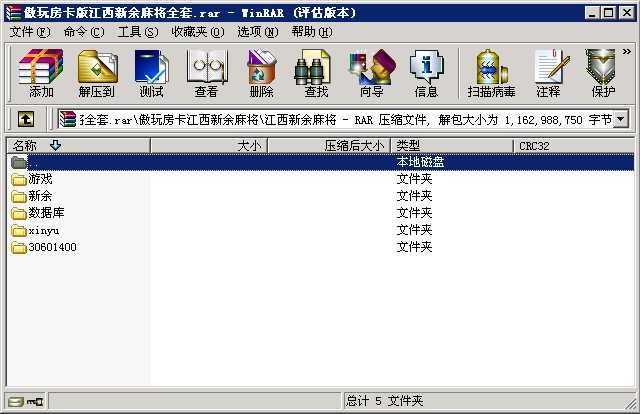 傲玩房卡版江西新余麻将全套.rar - WinRAR (评估版本)
文件(F) 命令(C) 工具(S) 收藏夹(O) 选项(N) 帮助(H)
添加 解压到 测试 查看 删除 查找 向导 信息 扫描病毒 注释 保护 »
全套.rar\傲玩房卡江西新余麻将\江西新余麻将 - RAR 压缩文件, 解包大小为 1,162,988,750 字节
名称 大小 压缩后大小 类型 CRC32
.. 本地磁盘
游戏 文件夹
新余 文件夹
数据库 文件夹
xinyu 文件夹
30601400 文件夹
总计 5 文件夹